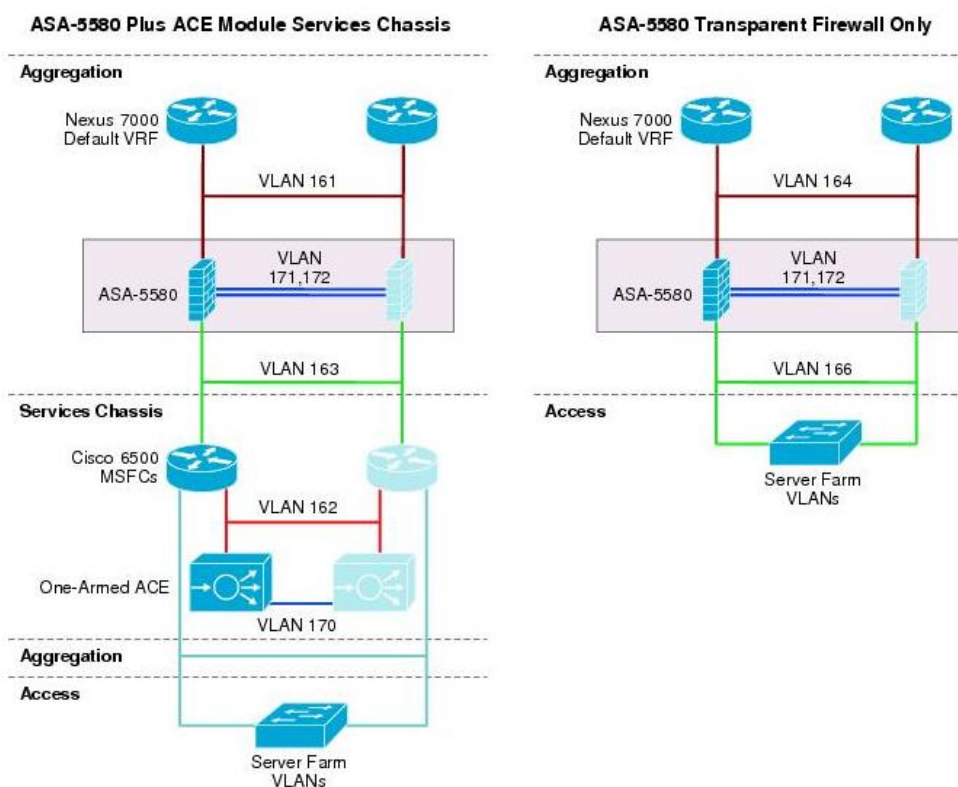 ASA-5580 Plus ACE Module Services Chassis
Aggregation
Nexus 7000
Default VRF
VLAN 161
VLAN
171,172
ASA-5580
VLAN 163
Services Chassis
Cisco 6500
MSFCs
VLAN 162
One-Armed ACE
VLAN 170
Aggregation
Access
Server Farm
VLANs
ASA-5580 Transparent Firewall Only
Aggregation
Nexus 7000
Default VRF
VLAN 164
VLAN
171,172
ASA-5580
VLAN 166
Access
Server Farm
VLANs